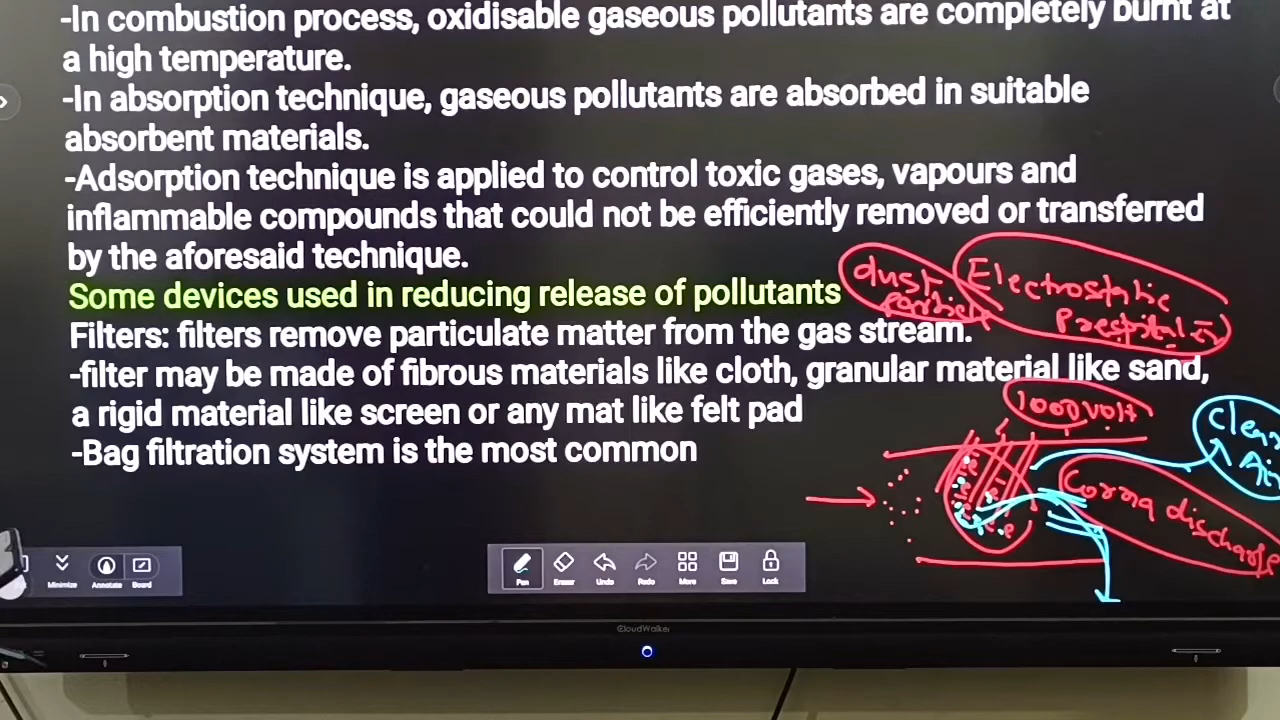 -In combustion process, oxidisable gaseous pollutants are completely burnt at
a high temperature.
-In absorption technique, gaseous pollutants are absorbed in suitable
absorbent materials.
-Adsorption technique is applied to control toxic gases, vapours and
inflammable compounds that could not be efficiently removed or transferred
by the aforesaid technique.
Some devices used in reducing release of pollutants
dust
Electrostatic
Filters: filters remove particulate matter from the gas stream.
-filter may be made of fibrous materials like cloth, granular material like sand,
a rigid material like screen or any mat like felt pad
1000 volt
-Bag filtration system is the most common
Air
discharge
Minimize Annotate Board Pen Eraser Undo Redo More Save Lock
CloudWalker